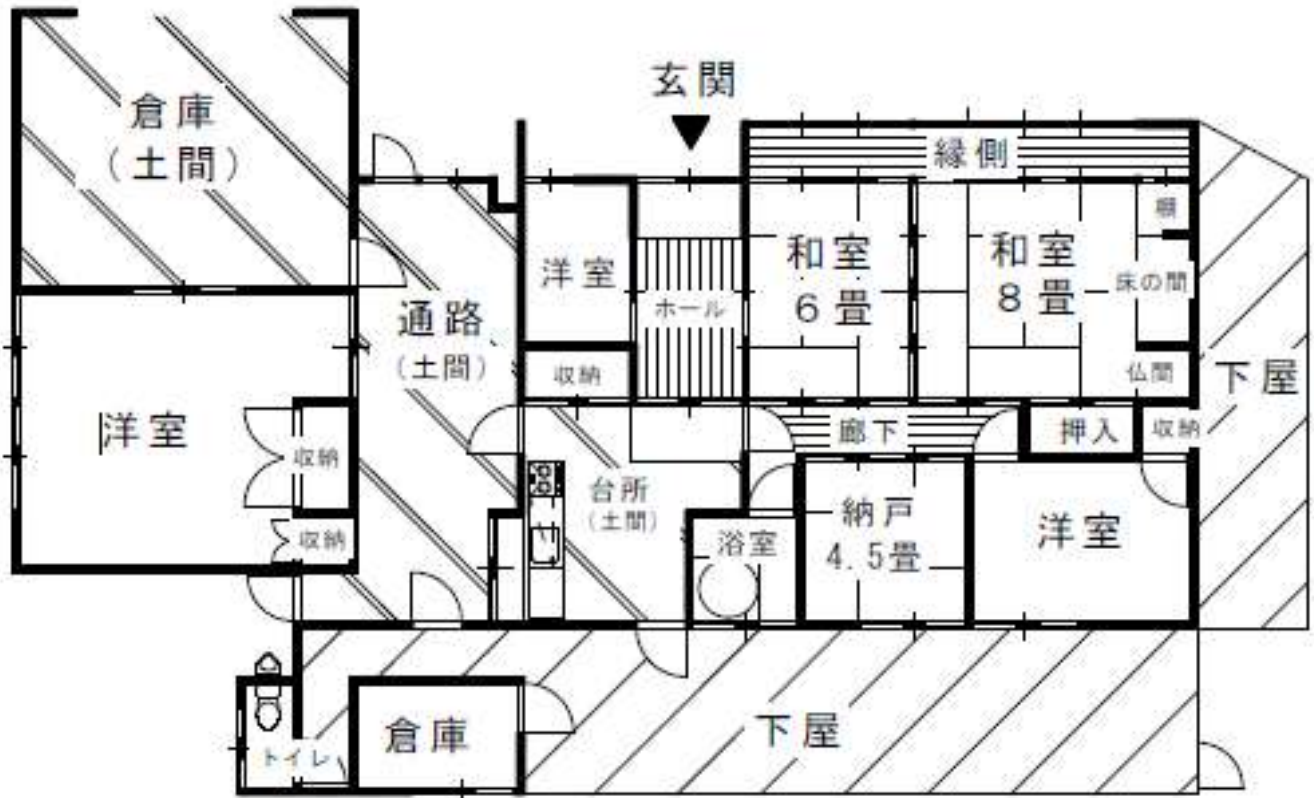 玄関
倉庫
(土間)
縁側
棚
洋室
ホール
和室
6畳
和室
8畳
床の間
通路
(土間)
収納
仏間
下屋
洋室
収納
収納
廊下
押入
収納
台所
(土間)
浴室
納戸
4.5畳
洋室
トイレ
倉庫
下屋